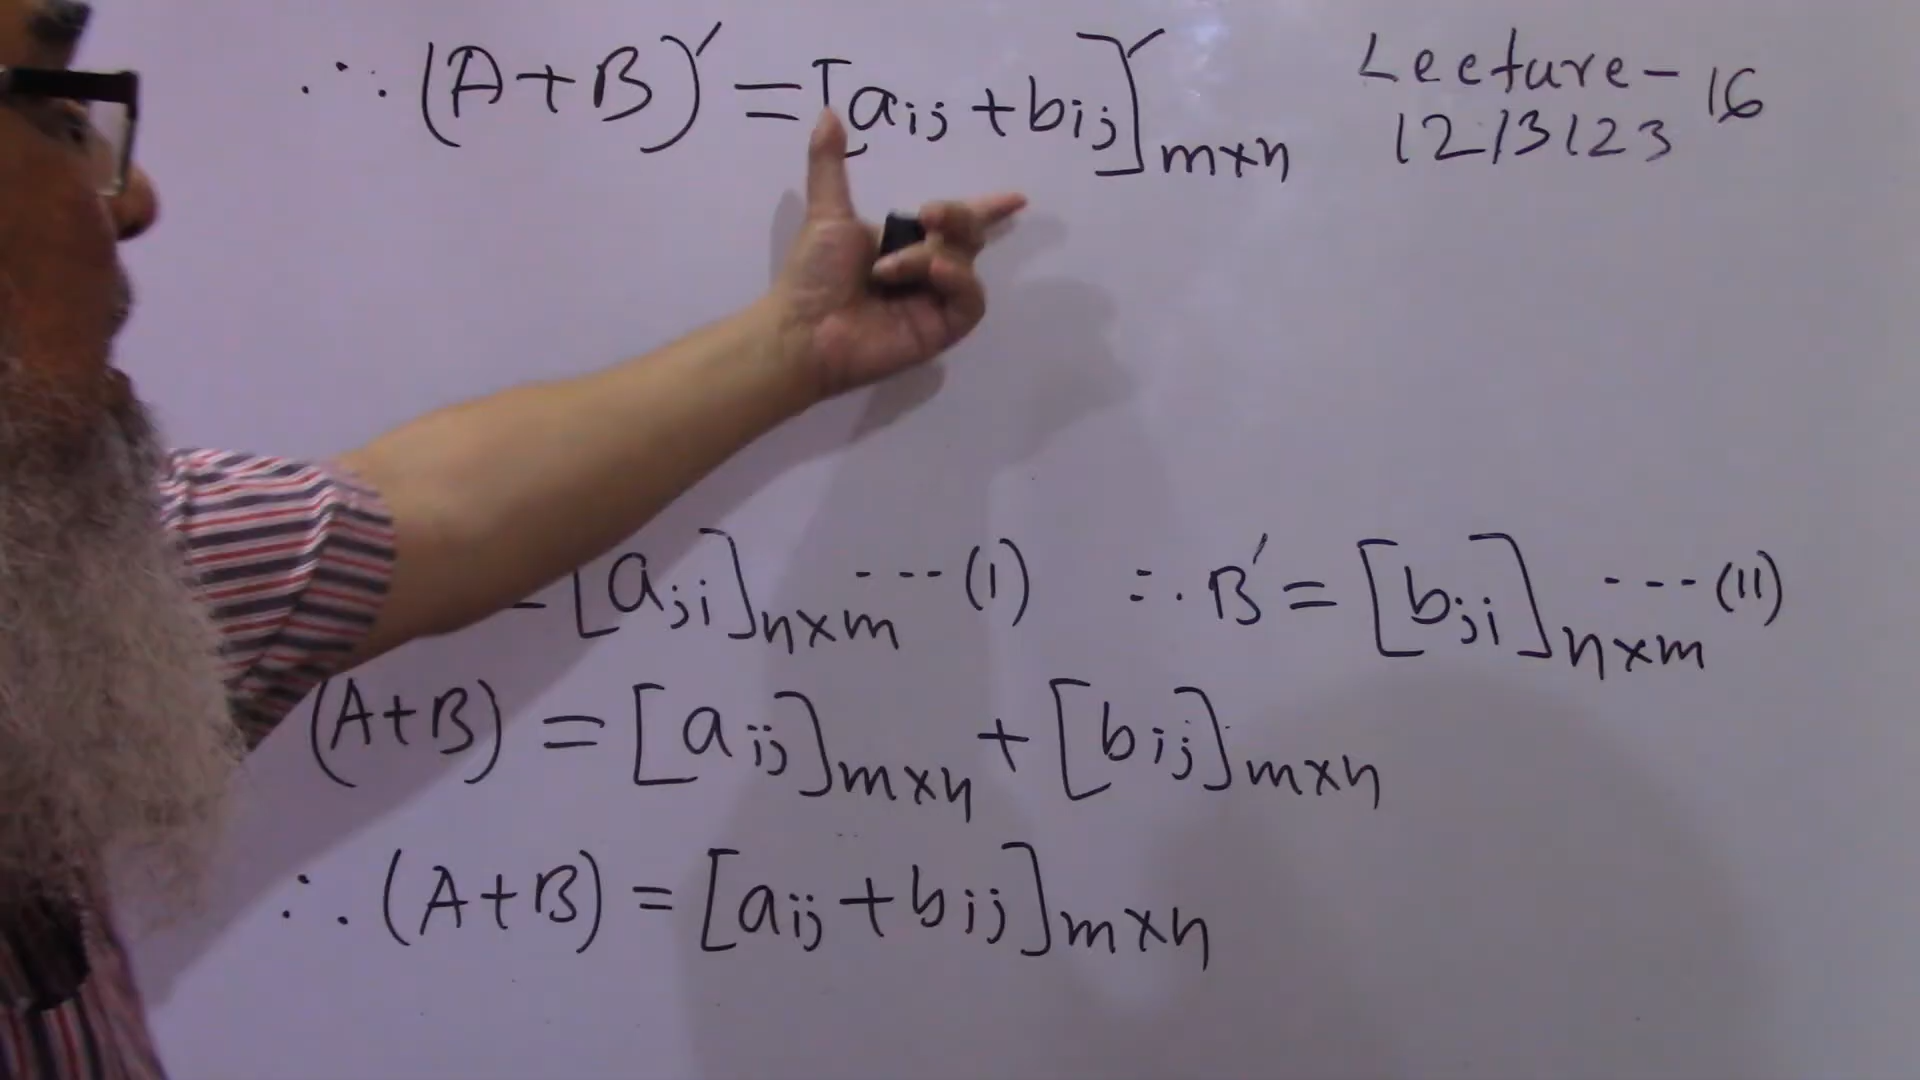 ∴ (A+B)′ = [aij + bij]′m×n
Lecture - 16
12/3/23
= [aji]n×m ---(I) ∴ B′ = [bji]n×m ---(II)
(A+B) = [aij]m×n + [bij]m×n
∴ (A+B) = [aij + bij]m×n